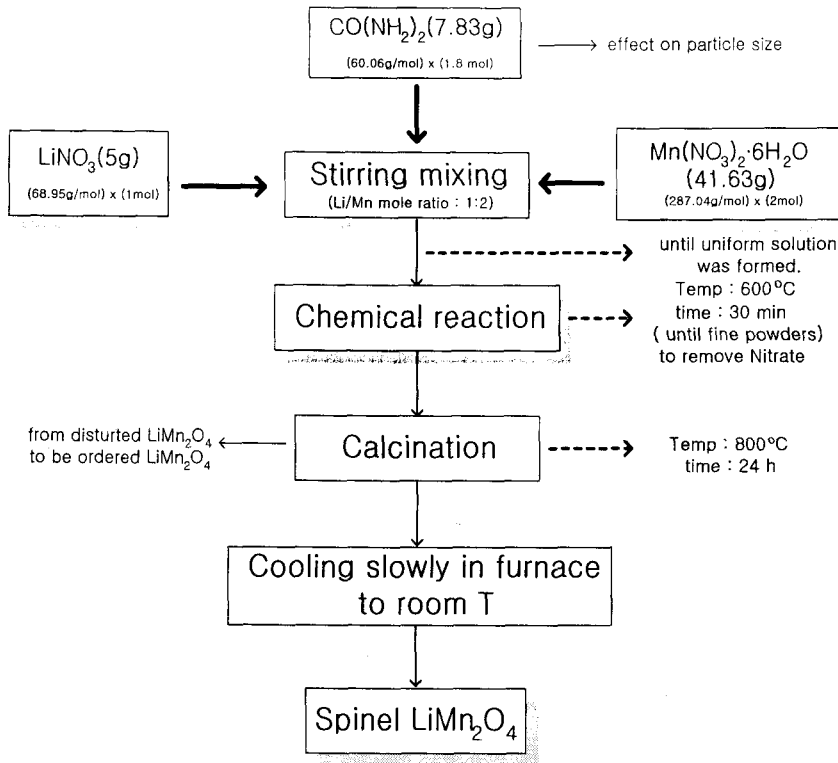 CO(NH₂)₂(7.83g)
(60.06g/mol) x (1.8 mol)
effect on particle size
LiNO₃(5g)
(68.95g/mol) x (1mol)
Stirring mixing
(Li/Mn mole ratio : 1:2)
Mn(NO₃)₂·6H₂O
(41.63g)
(287.04g/mol) x (2mol)
until uniform solution
was formed.
Temp : 600°C
time : 30 min
( until fine powders)
to remove Nitrate
Chemical reaction
from disturted LiMn₂O₄
to be ordered LiMn₂O₄
Calcination
Temp : 800°C
time : 24 h
Cooling slowly in furnace
to room T
Spinel LiMn₂O₄